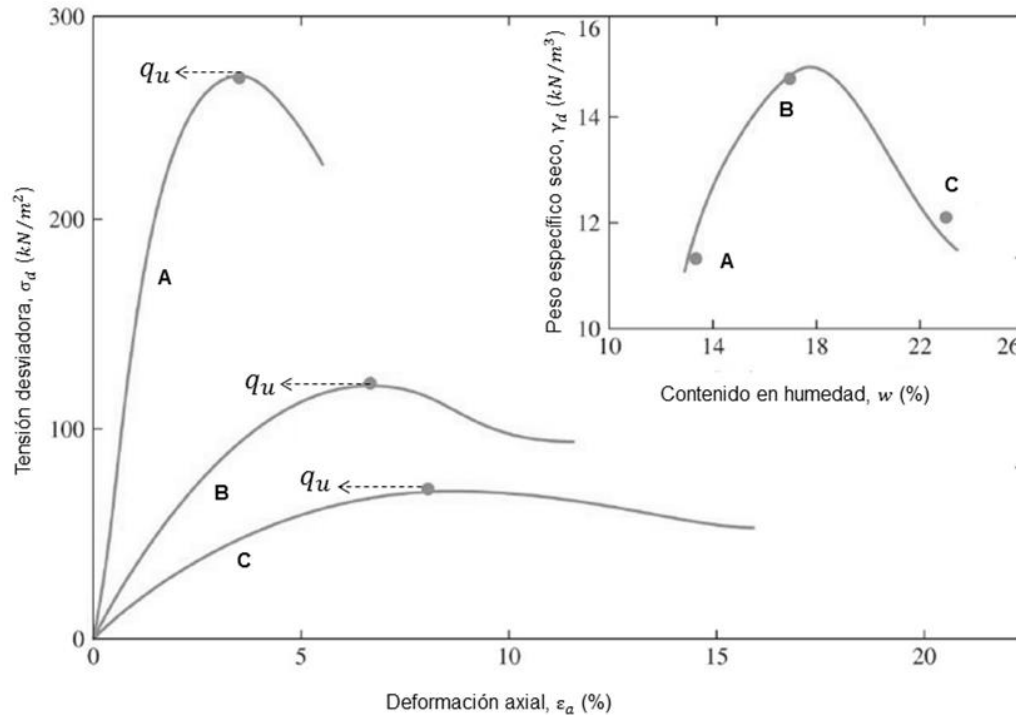 300
200
100
0
Tensión desviadora, σ_d (kN/m²)
q_u
A
q_u
B
q_u
C
0
5
10
15
20
Deformación axial, ε_a (%)
16
14
12
10
Peso específico seco, γ_d (kN/m³)
B
C
A
10
14
18
22
26
Contenido en humedad, w (%)